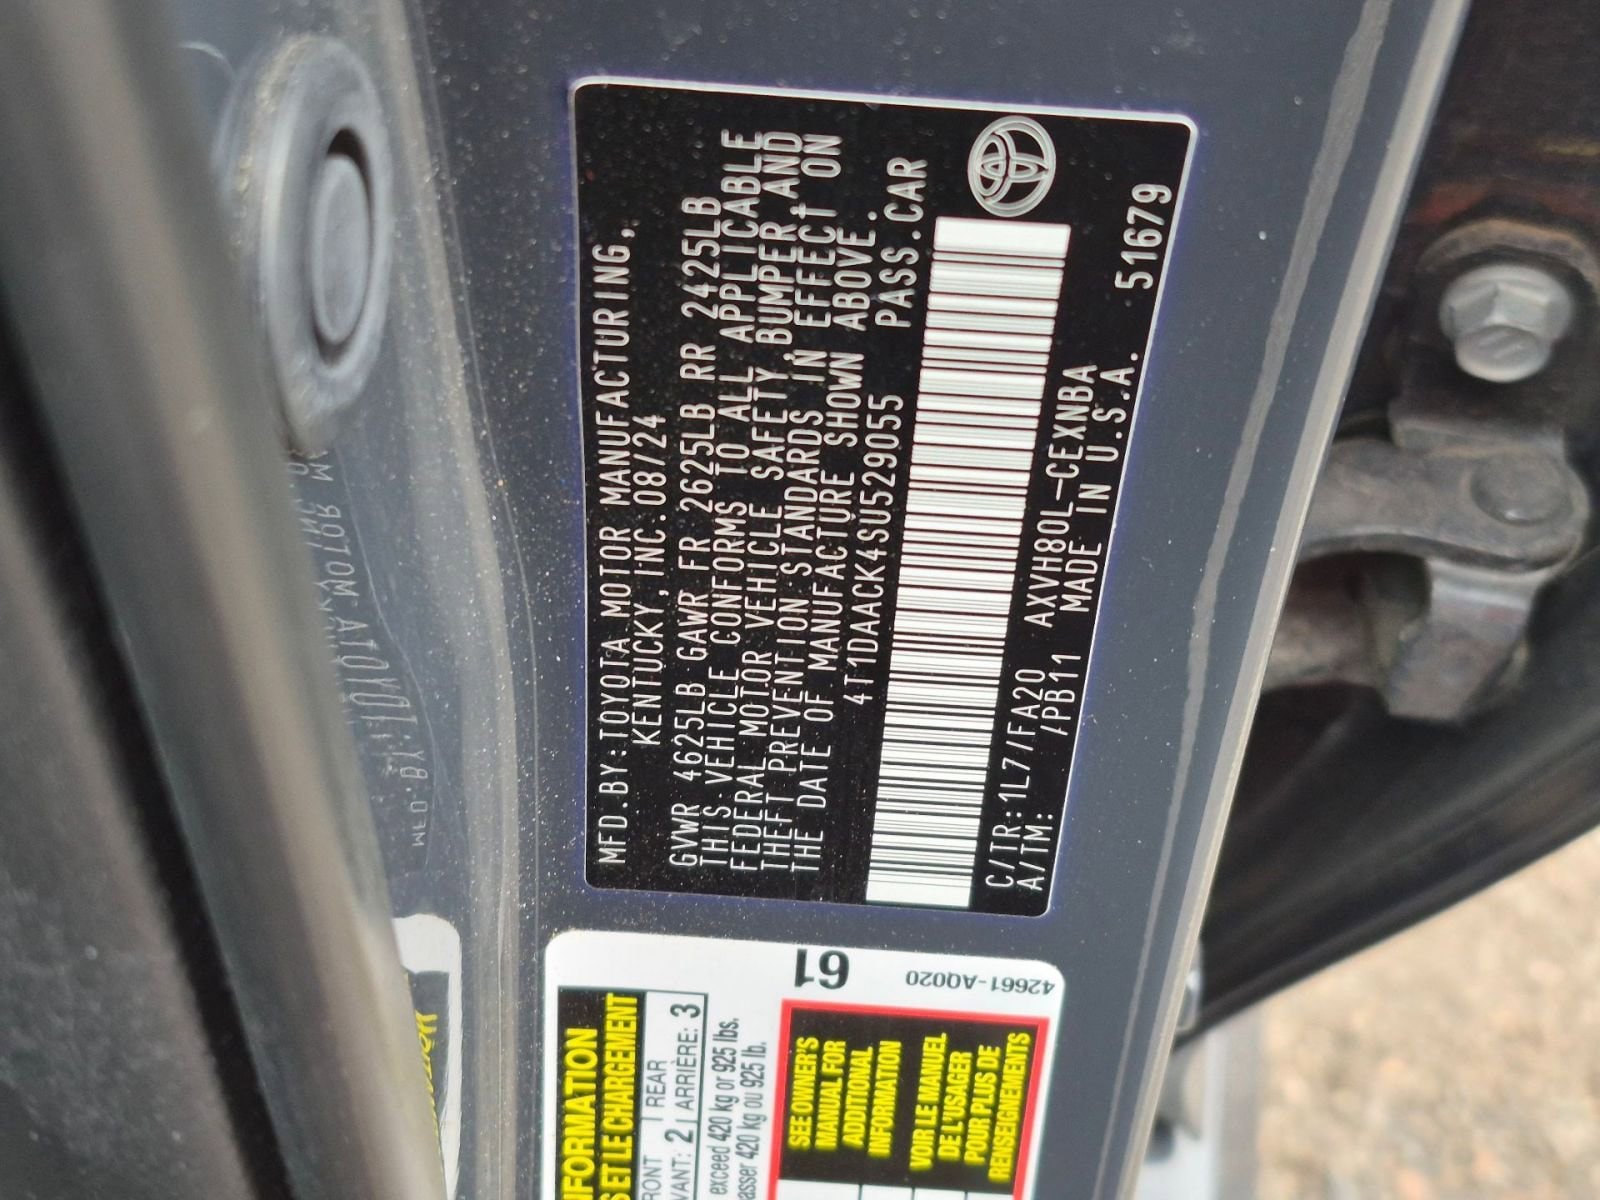 MFD.BY:TOYOTA MOTOR MANUFACTURING,
KENTUCKY,INC.08/24
GVWR 4625LB GAWR FR 2625LB RR 2425LB
THIS VEHICLE CONFORMS TO ALL APPLICABLE
FEDERAL MOTOR VEHICLE SAFETY,BUMPER,AND
THEFT PREVENTION STANDARDS IN EFFECT ON
THE DATE OF MANUFACTURE SHOWN ABOVE.
4T1DAACK4SU529055 PASS.CAR
C/TR:1L7/FA20 AXVH80L-CEXNBA
A/TM: /PB11 MADE IN U.S.A. 51679
61
42661-AQ020
REAR
2 ARRIÈRE: 3
ET LE CHARGEMENT
exceed 420 kg or 925 lbs.
420 kg ou 925 lb.
SEE OWNER'S
MANUAL FOR
ADDITIONAL
INFORMATION
VOIR LE MANUEL
DE L'USAGER
POUR PLUS DE
RENSEIGNEMENTS